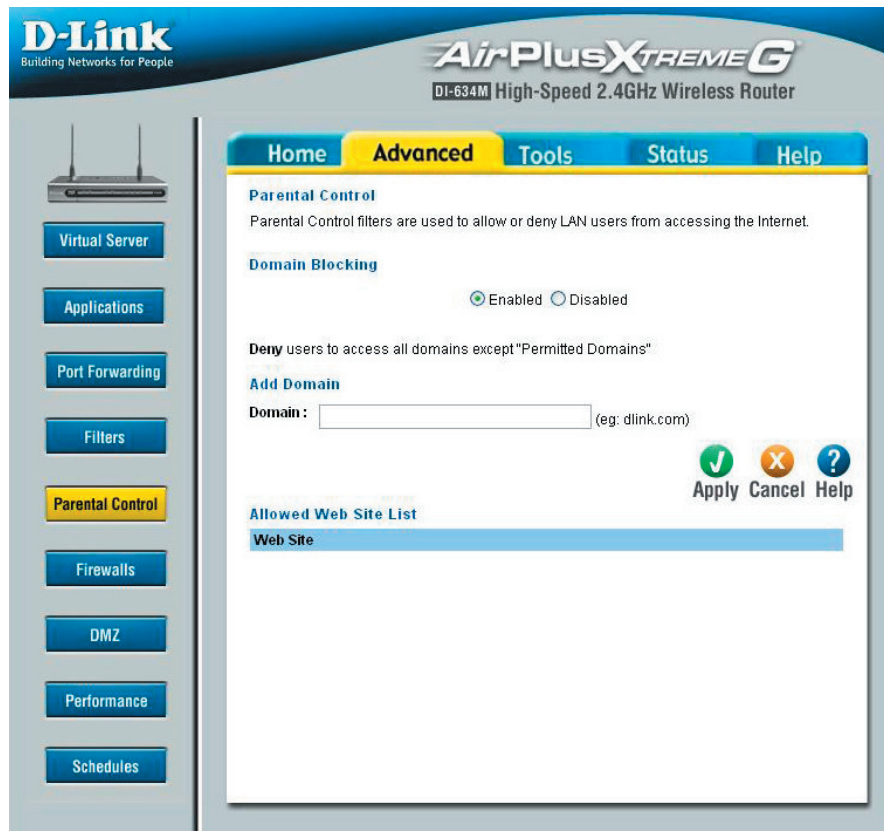 D-Link
Building Networks for People
AirPlus XTREME G
DI-634M High-Speed 2.4GHz Wireless Router
Home Advanced Tools Status Help
Virtual Server
Applications
Port Forwarding
Filters
Parental Control
Firewalls
DMZ
Performance
Schedules
Parental Control
Parental Control filters are used to allow or deny LAN users from accessing the Internet.
Domain Blocking
Enabled Disabled
Deny users to access all domains except "Permitted Domains"
Add Domain
Domain : (eg: dlink.com)
Apply Cancel Help
Allowed Web Site List
Web Site